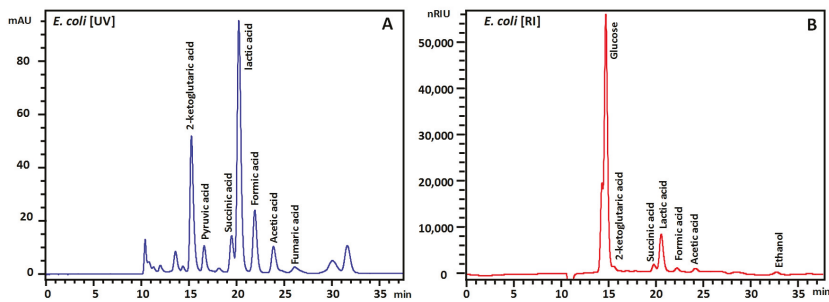 mAU
E. coli [UV]
A
80
60
40
20
0
2-ketoglutaric acid
Pyruvic acid
Succinic acid
lactic acid
Formic acid
Acetic acid
Fumaric acid
0 5 10 15 20 25 30 35 min
nRIU
E. coli [RI]
B
50,000
40,000
30,000
20,000
10,000
0
Glucose
2-ketoglutaric acid
Succinic acid
Lactic acid
Formic acid
Acetic acid
Ethanol
0 5 10 15 20 25 30 35 min